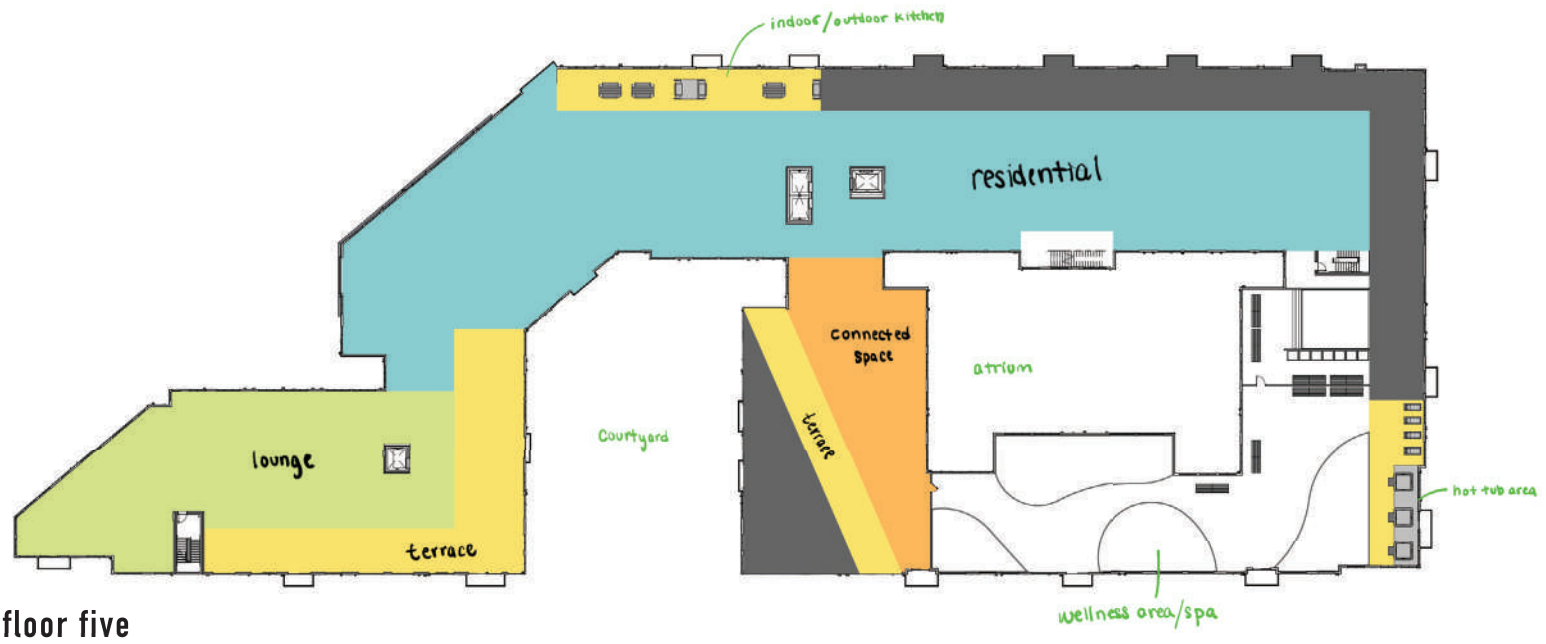 indoor/outdoor kitchen
residential
connected
space
atrium
terrace
courtyard
lounge
hot tub area
terrace
wellness area/spa
floor five